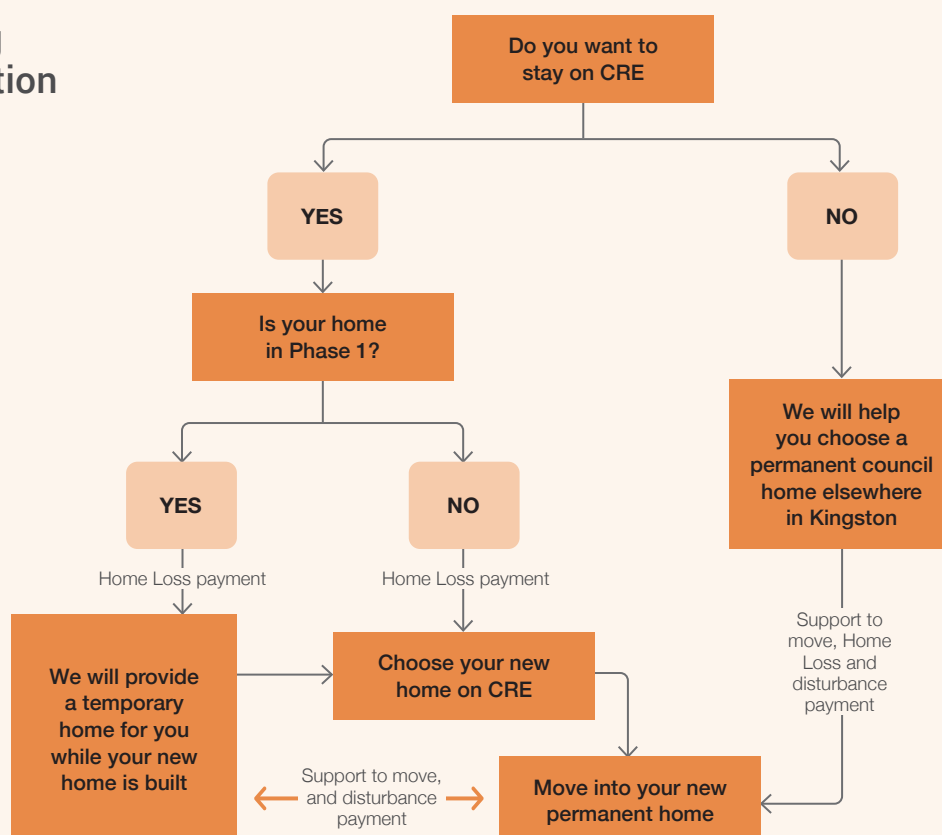 Do you want to
stay on CRE
YES
NO
Is your home
in Phase 1?
We will help
you choose a
permanent council
home elsewhere
in Kingston
YES
NO
Home Loss payment
Home Loss payment
Support to
move, Home
Loss and
disturbance
payment
We will provide
a temporary
home for you
while your new
home is built
Choose your new
home on CRE
Support to move,
and disturbance
payment
Move into your new
permanent home